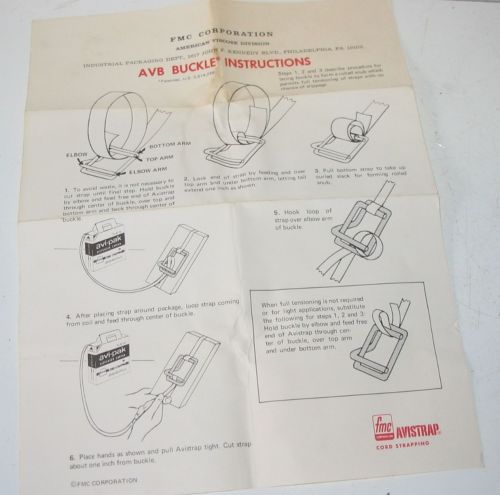 FMC CORPORATION
AMERICAN VISCOSE DIVISION
INDUSTRIAL PACKAGING DEPT. 1617 JOHN F. KENNEDY BLVD. PHILADELPHIA PA. 19103
AVB BUCKLE* INSTRUCTIONS
*Patented U.S.
Steps 1, 2 and 3 describe procedure for
using buckle to form a rolled snub which
permits full tensioning of straps with no
chance of slippage.
ELBOW
BOTTOM ARM
TOP ARM
ELBOW ARM
1. To avoid waste, it is not necessary to
cut strap until final step. Hold buckle
by elbow and feed free end of Avistrap
through center of buckle, over top and
bottom arm and back through center of
buckle.
2. Lock end of strap by feeding end over
top arm and under bottom arm, letting tail
extend one inch as shown.
3. Pull bottom strap to take up
curled slack for forming rolled
snub.
avi-pak
4. After placing strap around package, loop strap coming
from coil and feed through center of buckle.
5. Hook loop of
strap over elbow arm
of buckle.
When full tensioning is not required
or for light applications, substitute
the following for steps 1, 2 and 3:
Hold buckle by elbow and feed free
end of Avistrap through cen-
ter of buckle, over top arm
and under bottom arm.
avi-pak
6. Place hands as shown and pull Avistrap tight. Cut strap
about one inch from buckle.
©FMC CORPORATION
fmc
AVISTRAP®
CORD STRAPPING